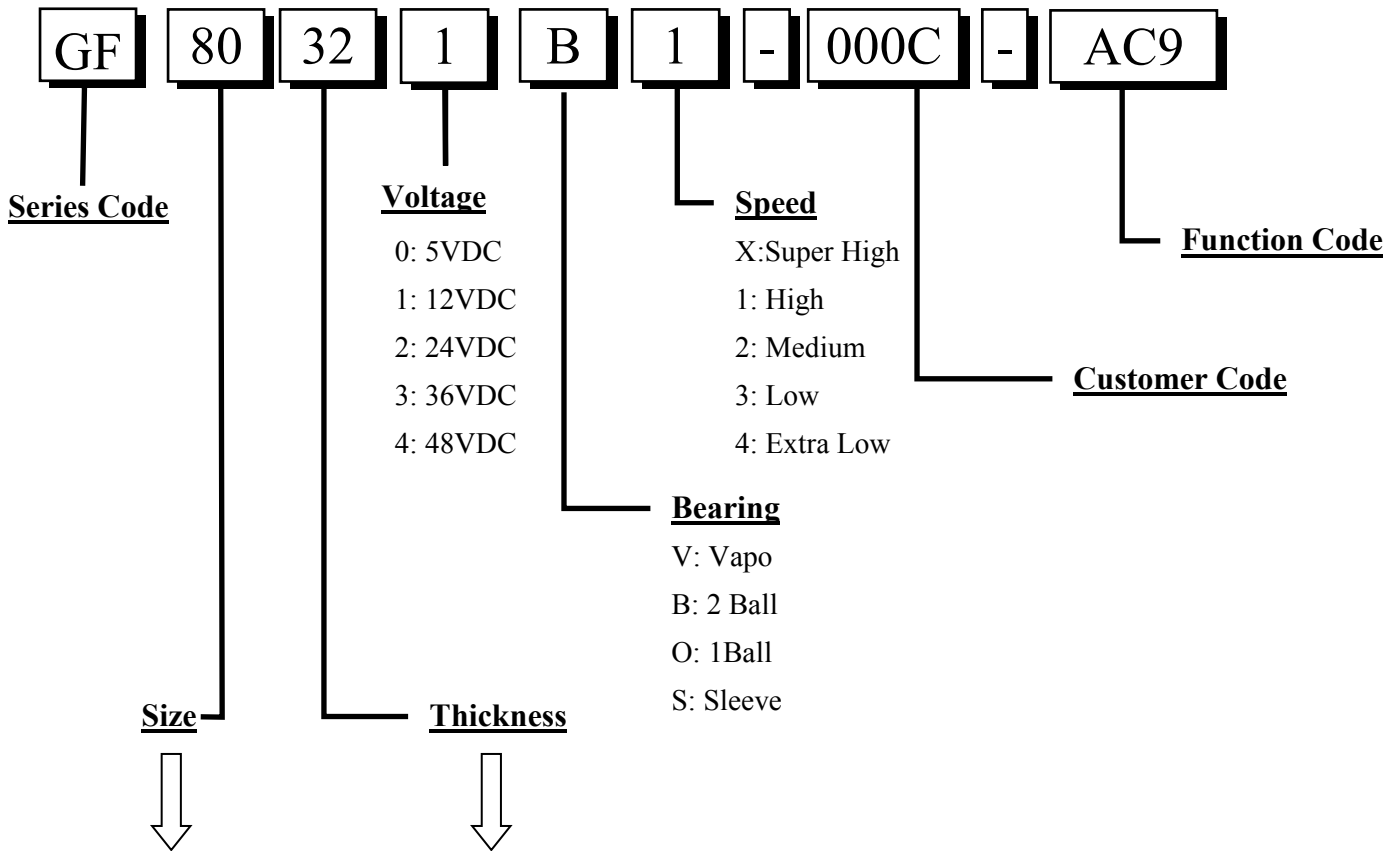 GF 80 32 1 B 1 - 000C - AC9
Series Code
Voltage
0: 5VDC
1: 12VDC
2: 24VDC
3: 36VDC
4: 48VDC
Speed
X:Super High
1: High
2: Medium
3: Low
4: Extra Low
Function Code
Customer Code
Bearing
V: Vapo
B: 2 Ball
O: 1Ball
S: Sleeve
Size
Thickness